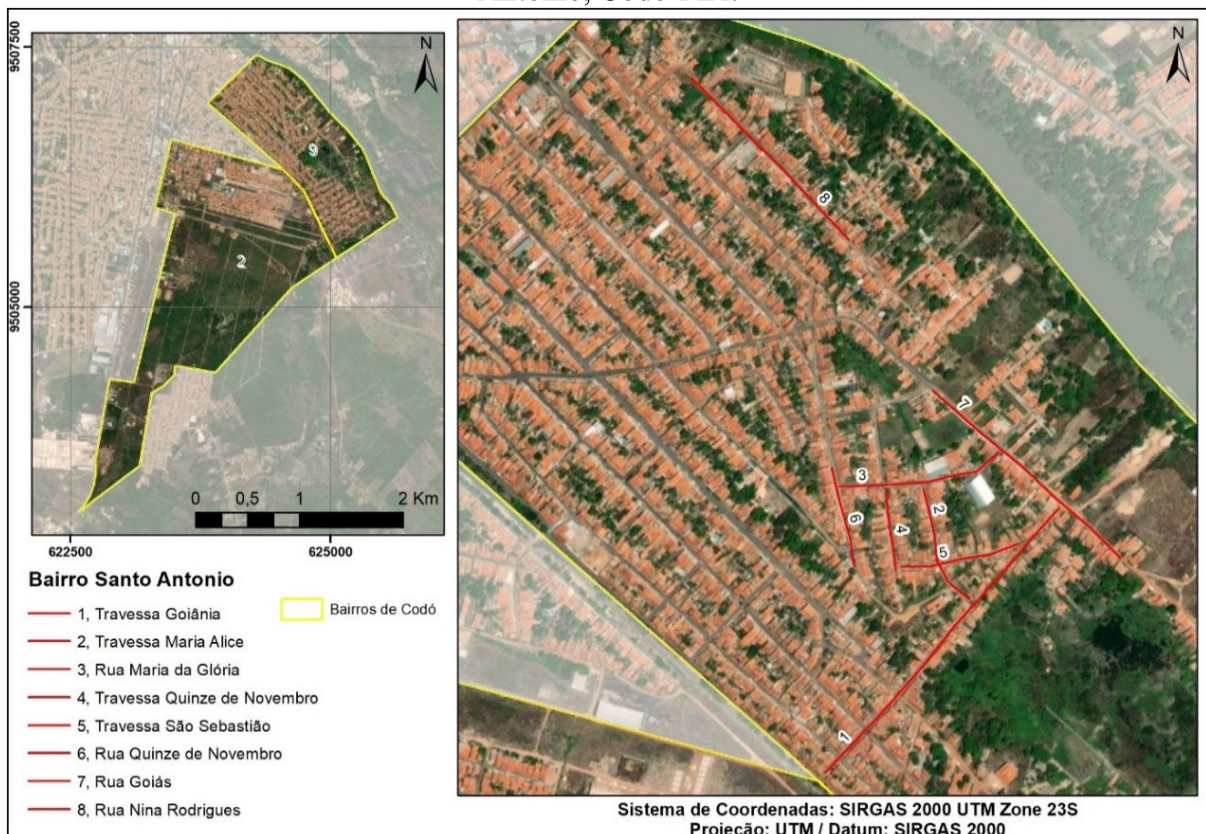 Antonio, Codó-MA.
9507500
9505000
N
9
2
0 0,5 1 2 Km
622500 625000
Bairro Santo Antonio
1, Travessa Goiânia
2, Travessa Maria Alice
3, Rua Maria da Glória
4, Travessa Quinze de Novembro
5, Travessa São Sebastião
6, Rua Quinze de Novembro
7, Rua Goiás
8, Rua Nina Rodrigues
Bairros de Codó
N
8
7
3
2
6
4
5
1
Sistema de Coordenadas: SIRGAS 2000 UTM Zone 23S
Projeção: UTM / Datum: SIRGAS 2000